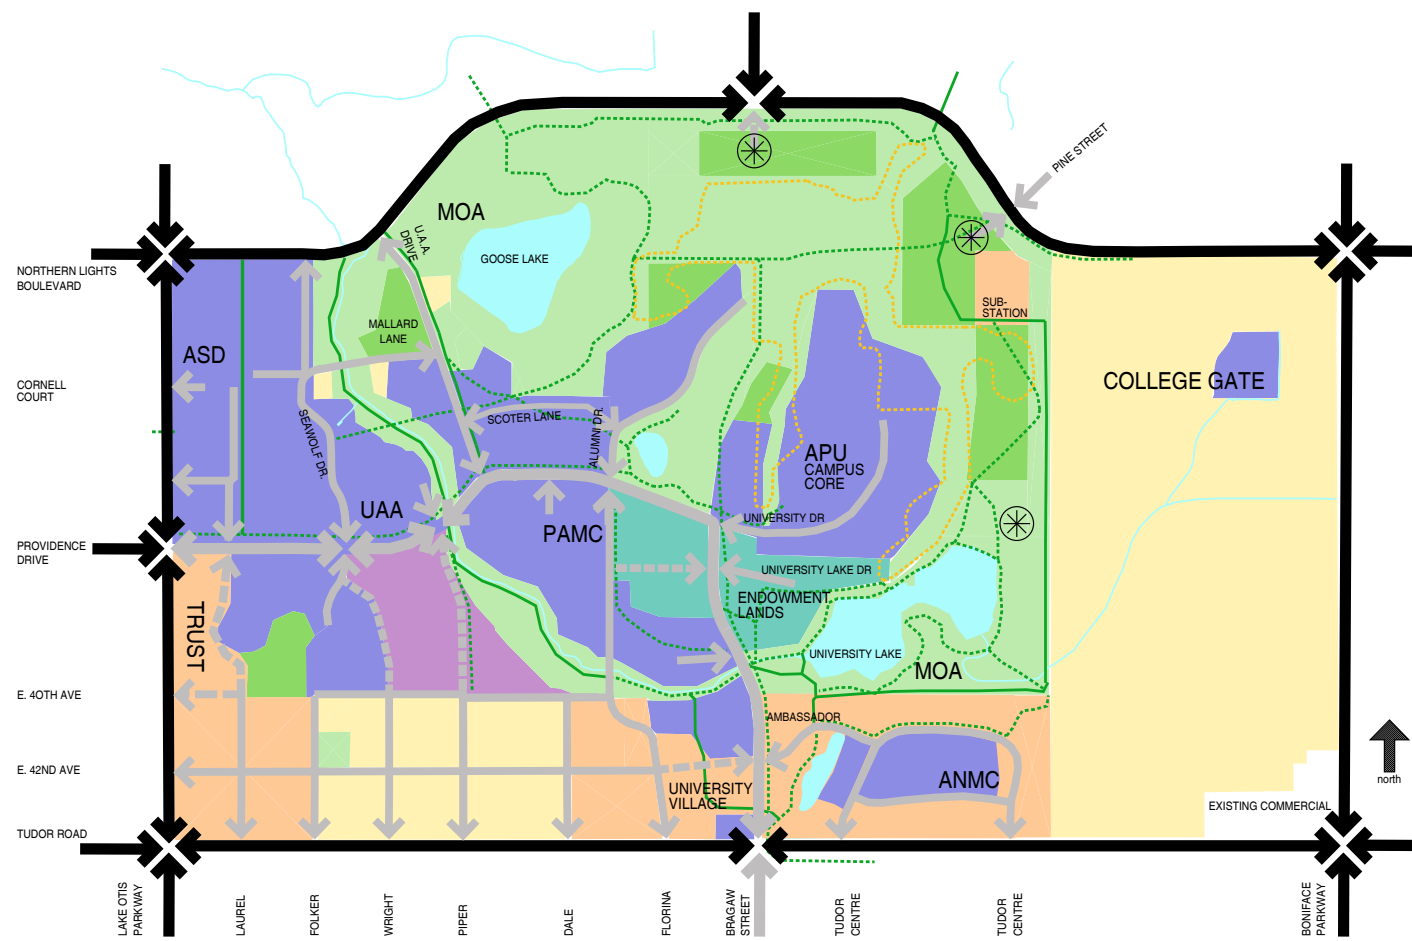 PINE STREET
MOA
U.A.A.
DRIVE
GOOSE LAKE
NORTHERN LIGHTS
BOULEVARD
SUB-
STATION
MALLARD
LANE
ASD
CORNELL
COURT
COLLEGE GATE
SEAWOLF DR.
SCOTER LANE
ALUMNI DR.
APU
CAMPUS
CORE
UAA
PAMC
UNIVERSITY DR
PROVIDENCE
DRIVE
UNIVERSITY LAKE DR
ENDOWMENT
LANDS
TRUST
UNIVERSITY LAKE
MOA
E. 4OTH AVE
AMBASSADOR
E. 42ND AVE
ANMC
UNIVERSITY
VILLAGE
north
EXISTING COMMERCIAL
TUDOR ROAD
LAKE OTIS
PARKWAY
LAUREL
FOLKER
WRIGHT
PIPER
DALE
FLORINA
BRAGAW
STREET
TUDOR
CENTRE
TUDOR
CENTRE
BONIFACE
PARKWAY